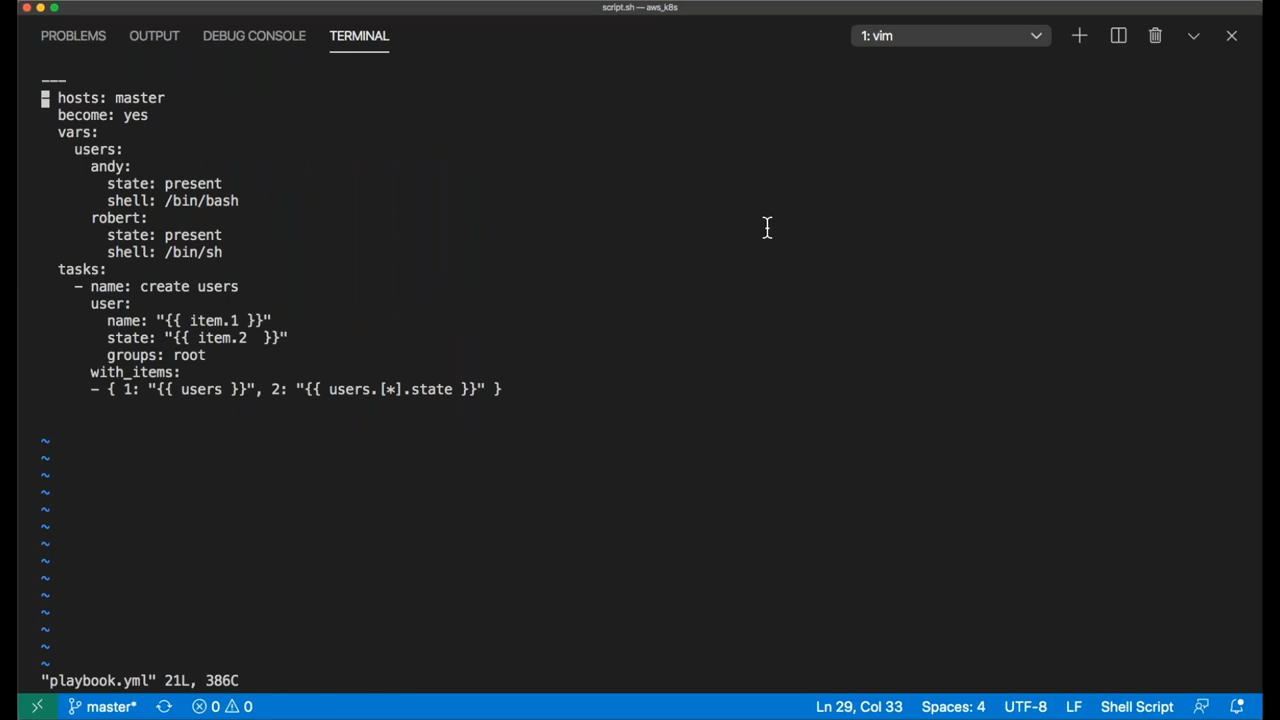 script.sh — aws_k8s
PROBLEMS OUTPUT DEBUG CONSOLE TERMINAL 1: vim
---
- hosts: master
  become: yes
  vars:
    users:
      andy:
        state: present
        shell: /bin/bash
      robert:
        state: present
        shell: /bin/sh
  tasks:
    - name: create users
      user:
        name: "{{ item.1 }}"
        state: "{{ item.2  }}"
        groups: root
      with_items:
      - { 1: "{{ users }}", 2: "{{ users.[*].state }}" }
~
~
~
~
~
~
~
~
~
~
~
~
~
~
"playbook.yml" 21L, 386C
master* 0 0 Ln 29, Col 33 Spaces: 4 UTF-8 LF Shell Script